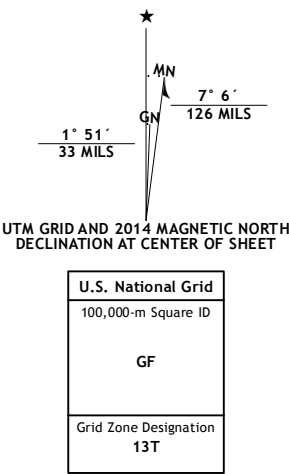 ★
MN
7° 6´
126 MILS
GN
1° 51´
33 MILS
UTM GRID AND 2014 MAGNETIC NORTH
DECLINATION AT CENTER OF SHEET
U.S. National Grid
100,000-m Square ID
GF
Grid Zone Designation
13T